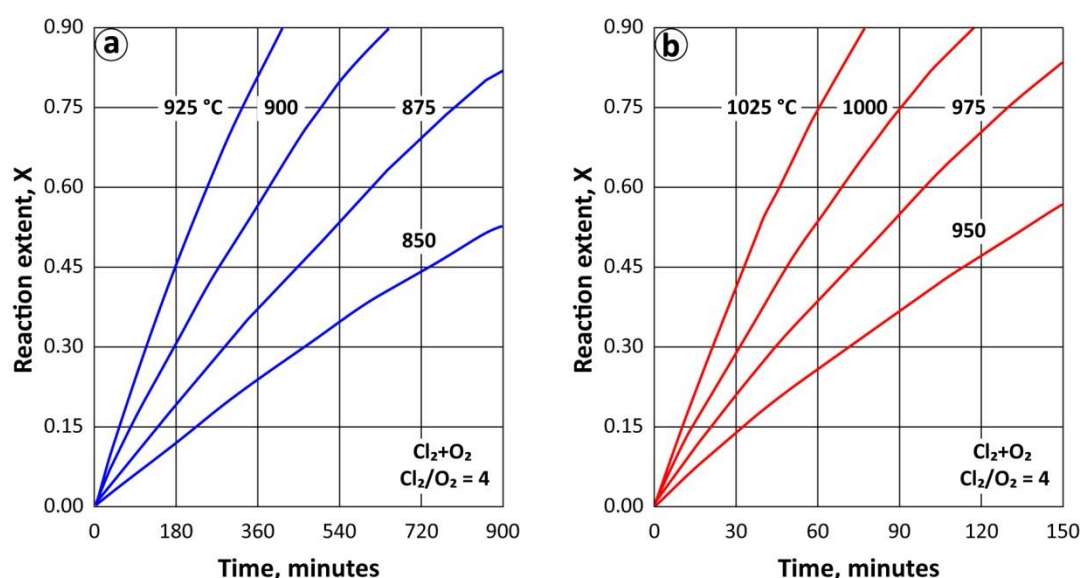 a
0.90
0.75
0.60
0.45
0.30
0.15
0.00
Reaction extent, X
925 °C
900
875
850
Cl₂+O₂
Cl₂/O₂ = 4
0
180
360
540
720
900
Time, minutes
b
0.90
0.75
0.60
0.45
0.30
0.15
0.00
Reaction extent, X
1025 °C
1000
975
950
Cl₂+O₂
Cl₂/O₂ = 4
0
30
60
90
120
150
Time, minutes